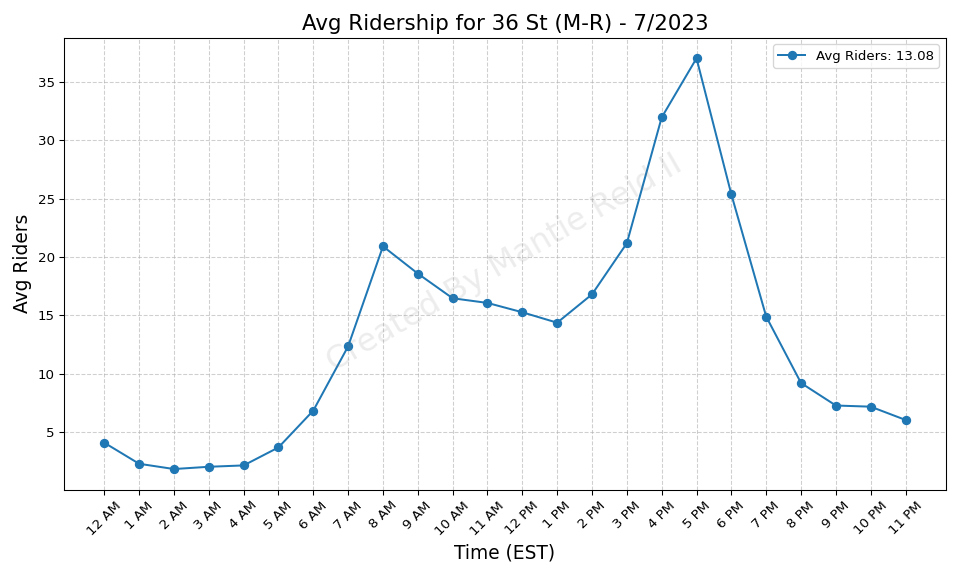 Avg Ridership for 36 St (M-R) - 7/2023
Avg Riders: 13.08
35
30
25
20
15
10
5
Avg Riders
Created By Mantie Reid II
12 AM
1 AM
2 AM
3 AM
4 AM
5 AM
6 AM
7 AM
8 AM
9 AM
10 AM
11 AM
12 PM
1 PM
2 PM
3 PM
4 PM
5 PM
6 PM
7 PM
8 PM
9 PM
10 PM
11 PM
Time (EST)